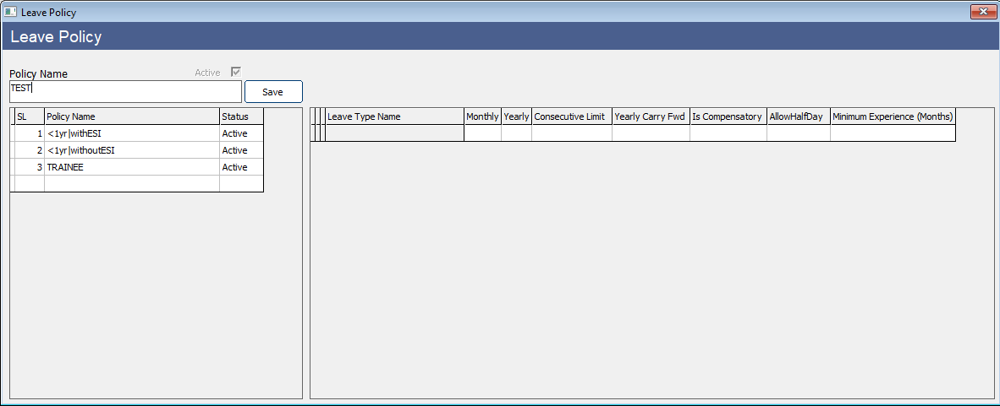 Leave Policy
Leave Policy
Policy Name
Active
TEST
Save
SL Policy Name Status
1 <1yr|withESI Active
2 <1yr|withoutESI Active
3 TRAINEE Active
Leave Type Name Monthly Yearly Consecutive Limit Yearly Carry Fwd Is Compensatory AllowHalfDay Minimum Experience (Months)